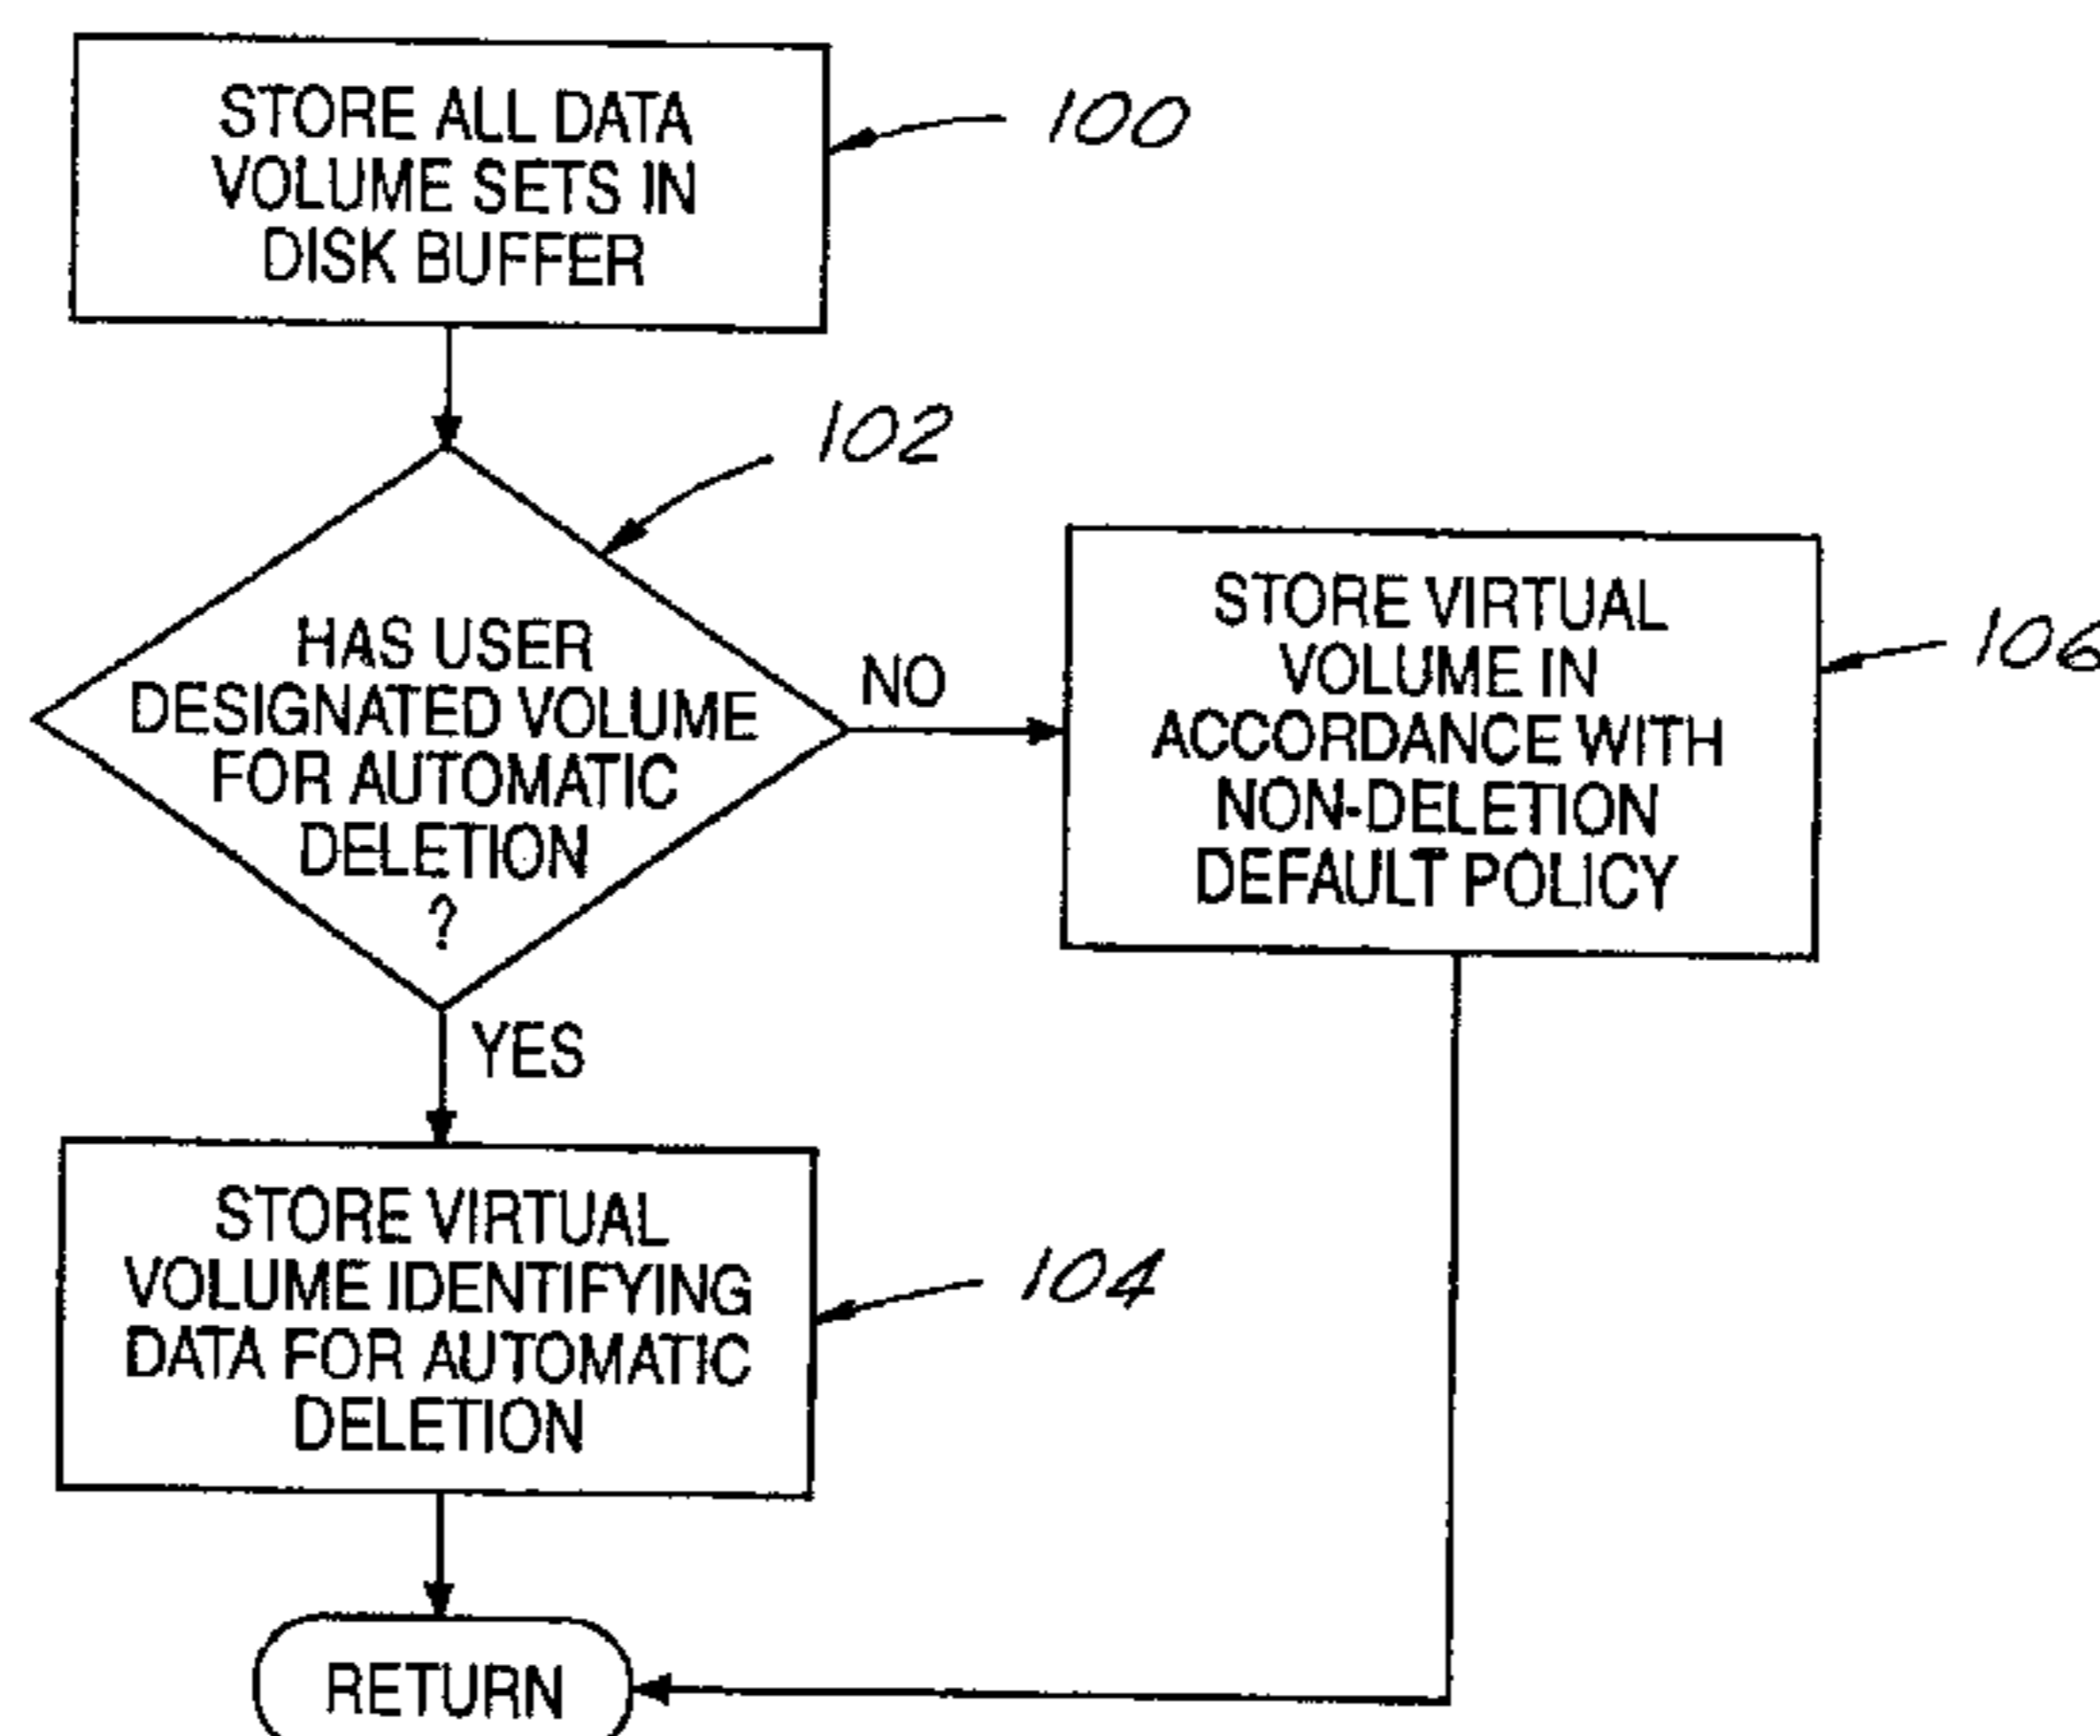 STORE ALL DATA
VOLUME SETS IN
DISK BUFFER
100
102
HAS USER
DESIGNATED VOLUME
FOR AUTOMATIC
DELETION
?
NO
STORE VIRTUAL
VOLUME IN
ACCORDANCE WITH
NON-DELETION
DEFAULT POLICY
106
YES
STORE VIRTUAL
VOLUME IDENTIFYING
DATA FOR AUTOMATIC
DELETION
104
RETURN